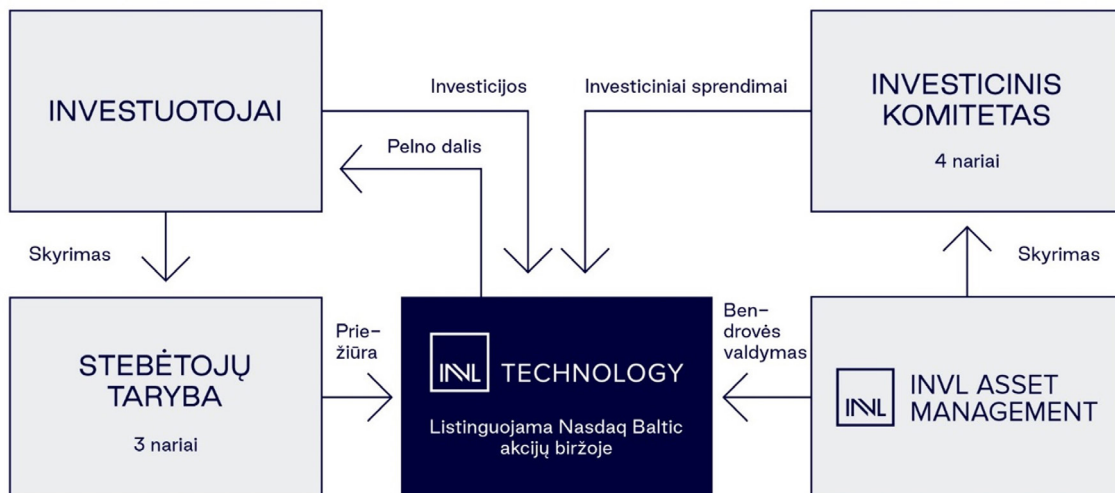 INVESTUOTOJAI
Investicijos
Pelno dalis
Investiciniai sprendimai
INVESTICINIS
KOMITETAS
4 nariai
Skyrimas
Skyrimas
STEBĖTOJŲ
TARYBA
3 nariai
Prie-
žiūra
INVL TECHNOLOGY
Listinguojama Nasdaq Baltic
akcijų biržoje
Ben-
drovės
valdymas
INVL INVL ASSET
MANAGEMENT